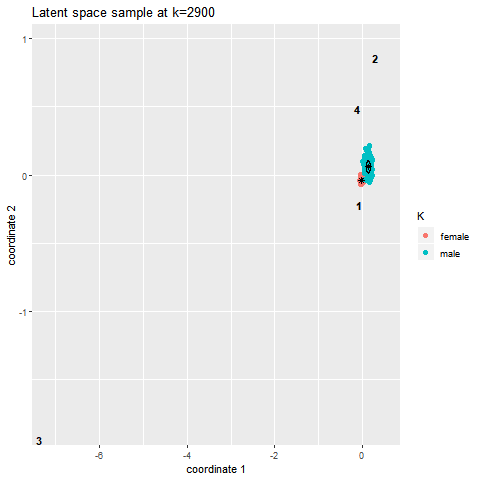 Latent space sample at k=2900
1
2
4
0
1
-1
3
-6
-4
-2
0
coordinate 1
coordinate 2
K
female
male